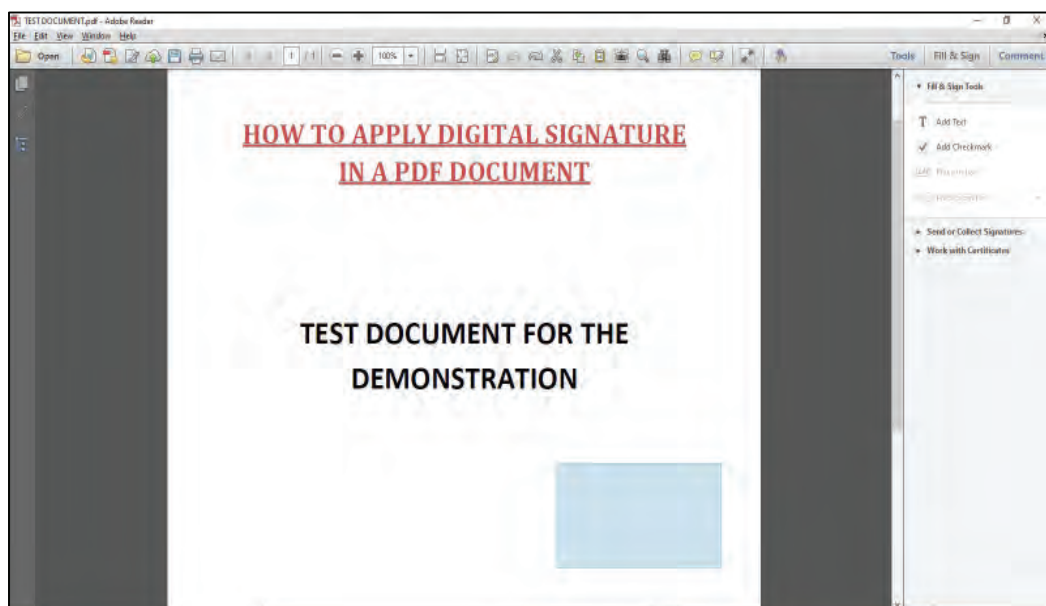 TEST DOCUMENT.pdf - Adobe Reader
File Edit View Window Help
Open 1 / 1 100% Tools Fill & Sign Comment
Fill & Sign Tools
T Add Text
Add Checkmark
Send or Collect Signatures
Work with Certificates
HOW TO APPLY DIGITAL SIGNATURE
IN A PDF DOCUMENT
TEST DOCUMENT FOR THE
DEMONSTRATION